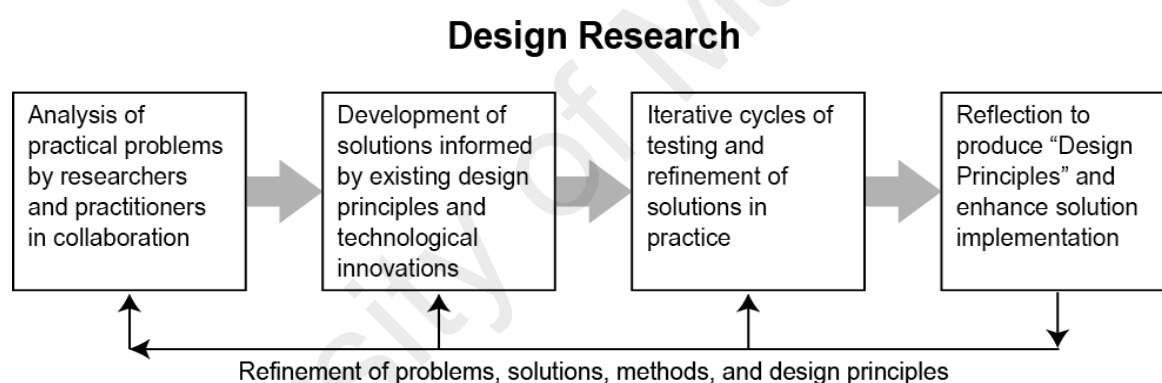 Design Research
Analysis of
practical problems
by researchers
and practitioners
in collaboration
Development of
solutions informed
by existing design
principles and
technological
innovations
Iterative cycles of
testing and
refinement of
solutions in
practice
Reflection to
produce “Design
Principles” and
enhance solution
implementation
Refinement of problems, solutions, methods, and design principles